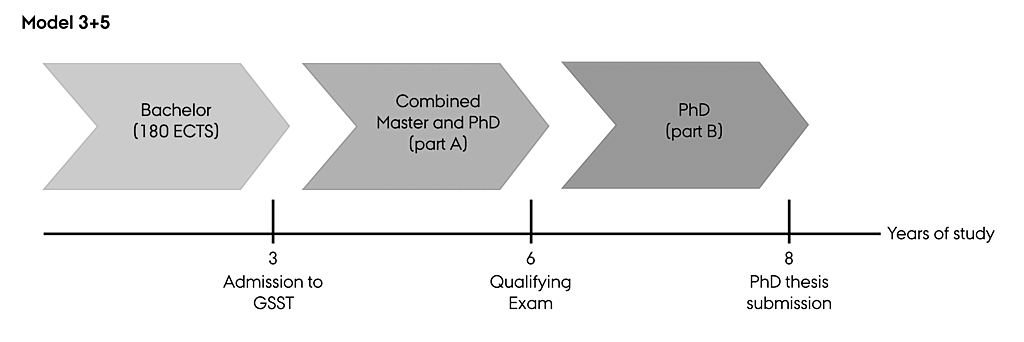 Model 3+5
Bachelor
(180 ECTS)
Combined
Master and PhD
(part A)
PhD
(part B)
Years of study
3
Admission to
GSST
6
Qualifying
Exam
8
PhD thesis
submission